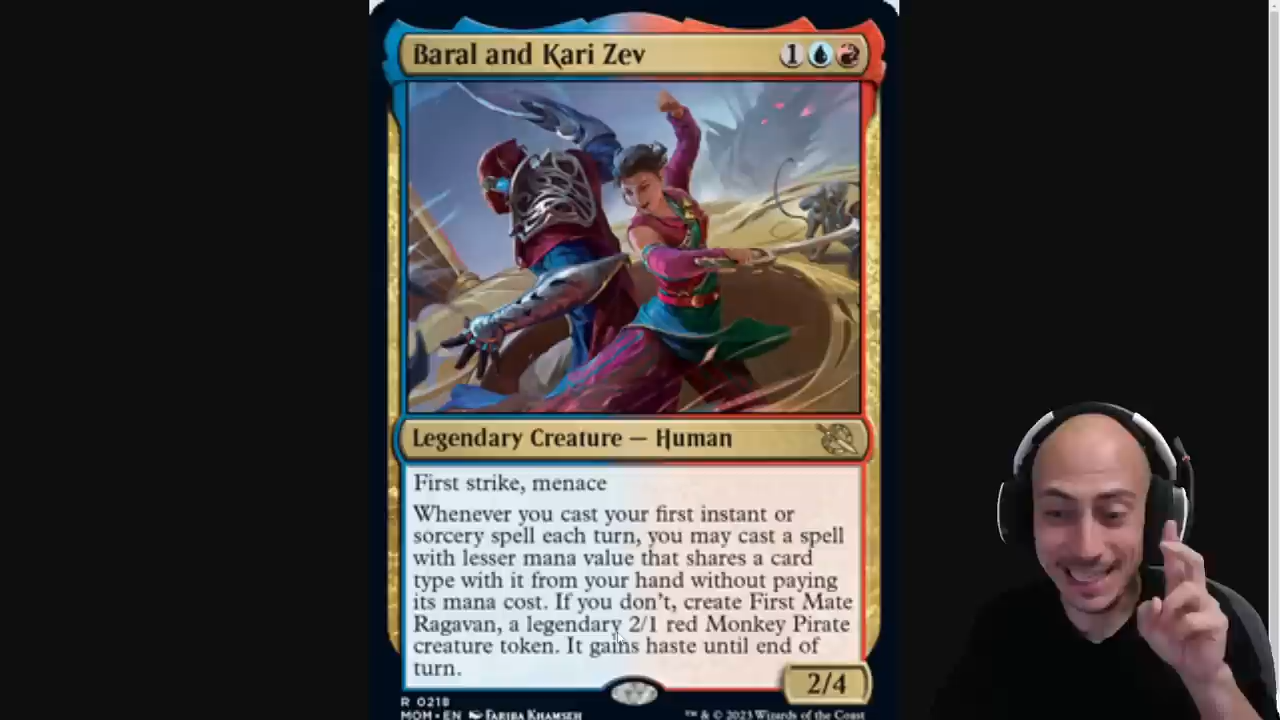 Baral and Kari Zev 1
Legendary Creature — Human
First strike, menace
Whenever you cast your first instant or
sorcery spell each turn, you may cast a spell
with lesser mana value that shares a card
type with it from your hand without paying
its mana cost. If you don't, create First Mate
Ragavan, a legendary 2/1 red Monkey Pirate
creature token. It gains haste until end of
turn.
2/4
R 0218
MOM • EN FARIBA KHAMSEH ™ & © 2023 Wizards of the Coast